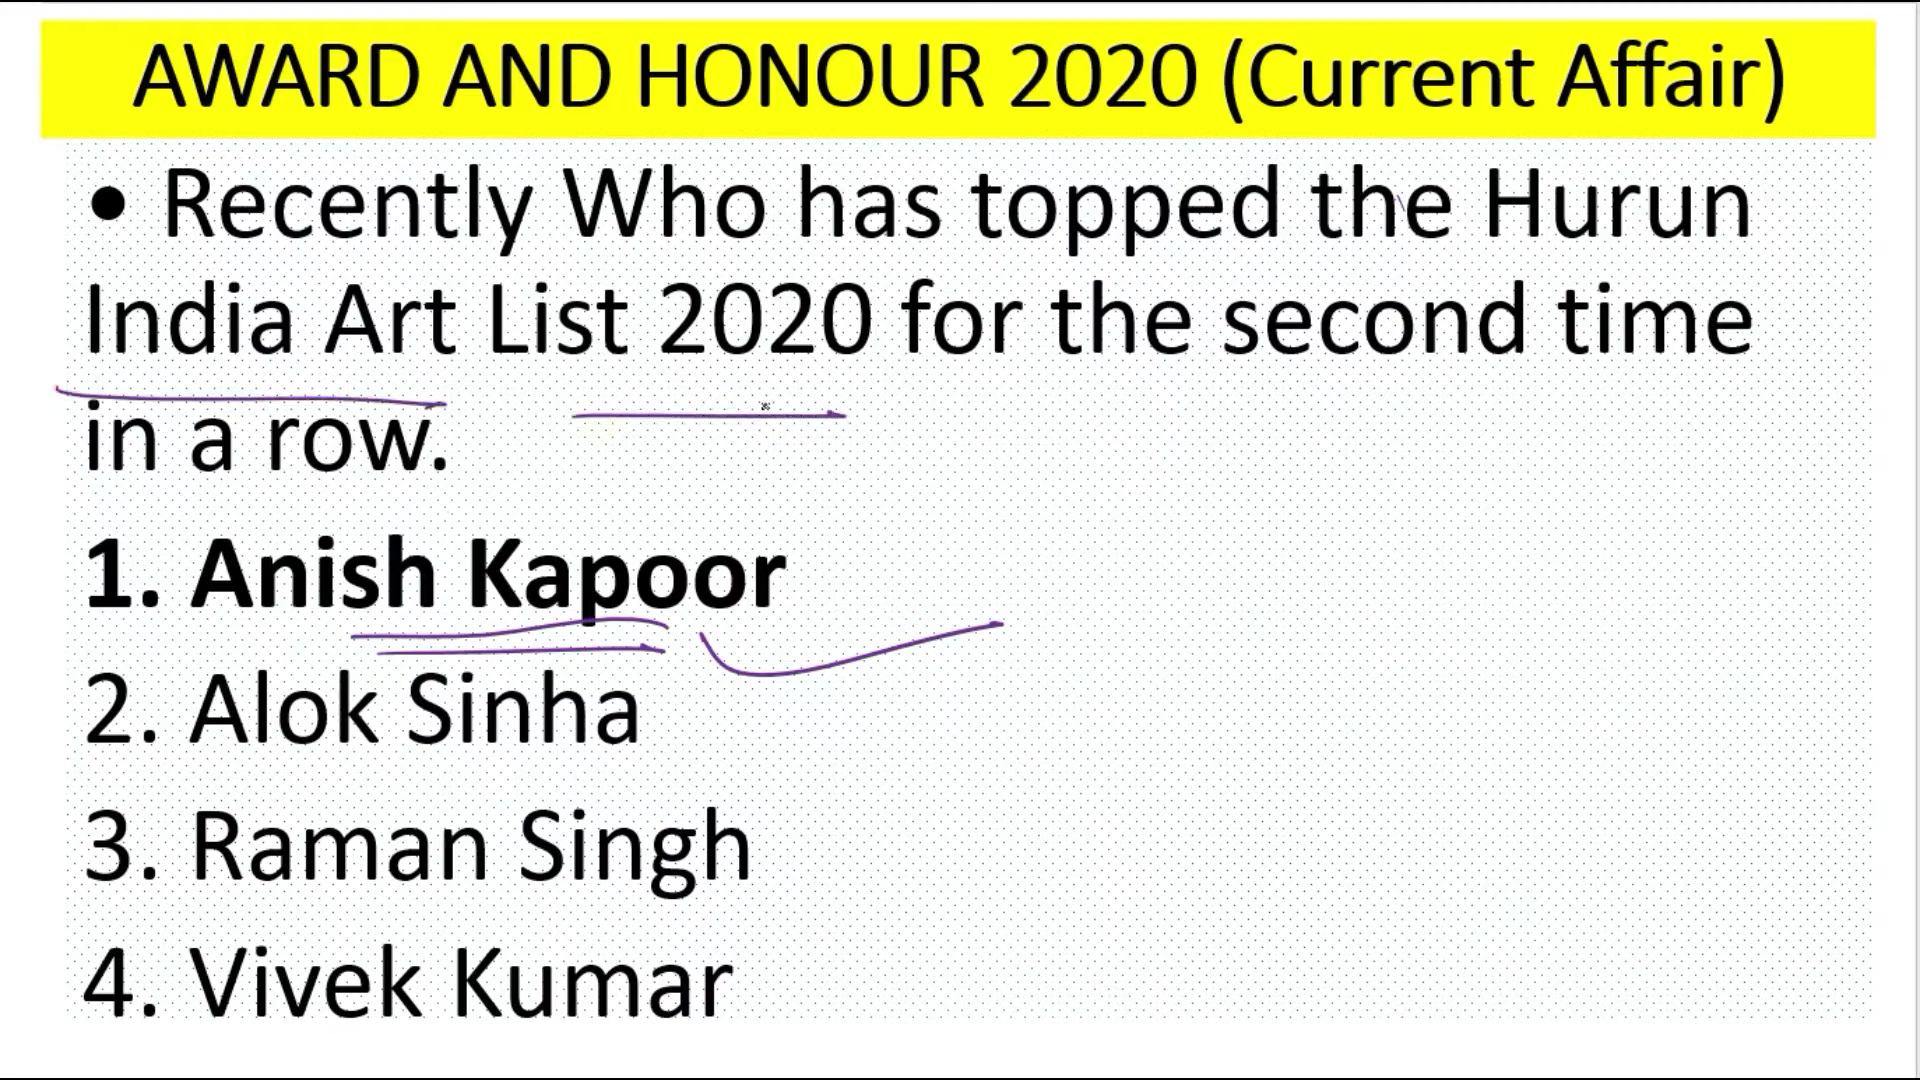 AWARD AND HONOUR 2020 (Current Affair)
• Recently Who has topped the Hurun
India Art List 2020 for the second time
in a row.
1. Anish Kapoor
2. Alok Sinha
3. Raman Singh
4. Vivek Kumar